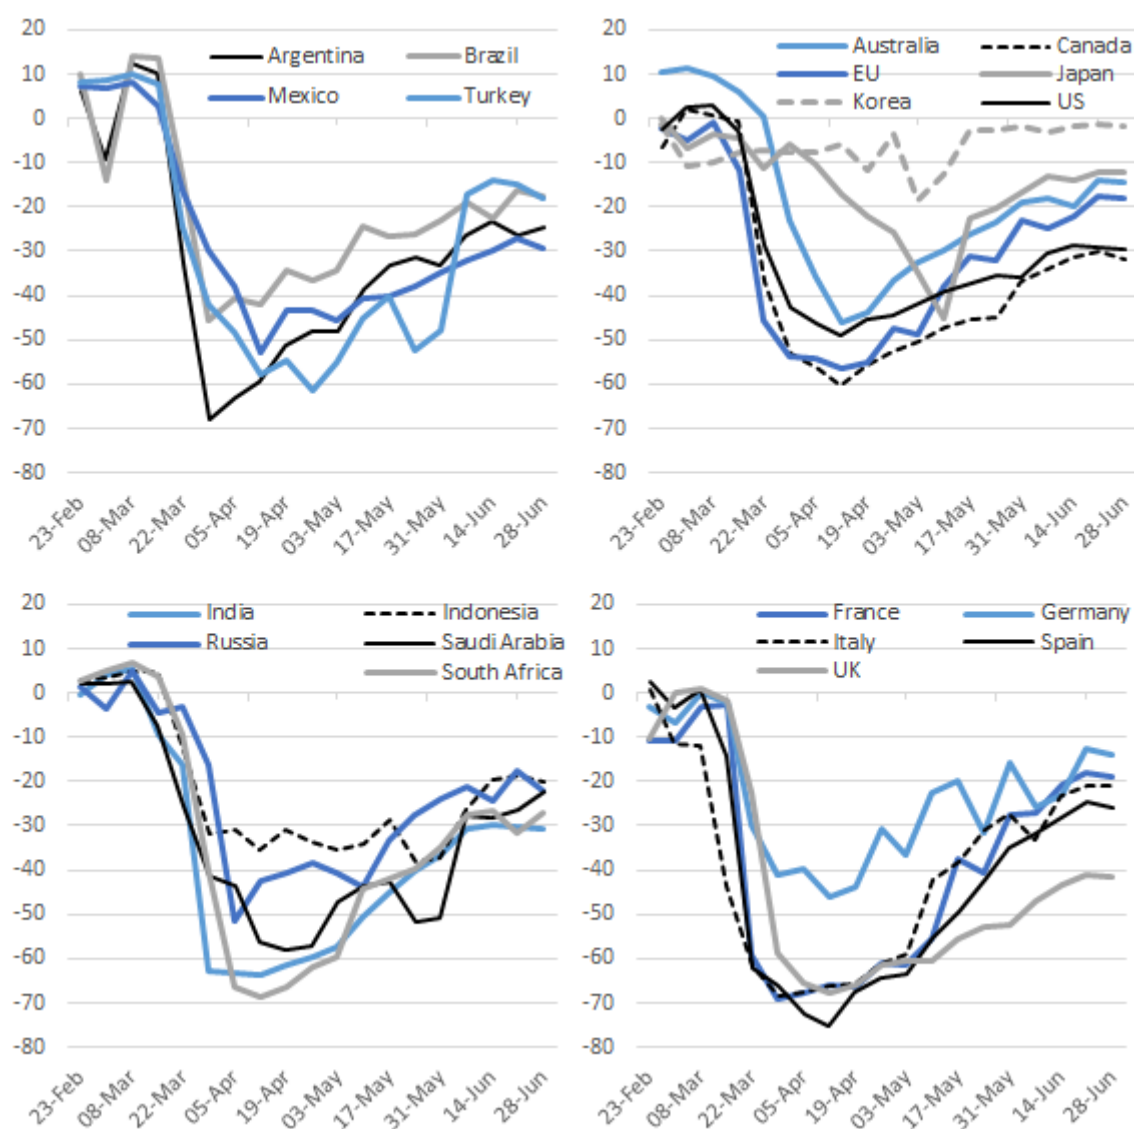 20
10
0
-10
-20
-30
-40
-50
-60
-70
-80
Argentina Brazil
Mexico Turkey
23-Feb 08-Mar 22-Mar 05-Apr 19-Apr 03-May 17-May 31-May 14-Jun 28-Jun
20
10
0
-10
-20
-30
-40
-50
-60
-70
-80
Australia Canada
EU Japan
Korea US
23-Feb 08-Mar 22-Mar 05-Apr 19-Apr 03-May 17-May 31-May 14-Jun 28-Jun
20
10
0
-10
-20
-30
-40
-50
-60
-70
-80
India Indonesia
Russia Saudi Arabia
South Africa
23-Feb 08-Mar 22-Mar 05-Apr 19-Apr 03-May 17-May 31-May 14-Jun 28-Jun
20
10
0
-10
-20
-30
-40
-50
-60
-70
-80
France Germany
Italy Spain
UK
23-Feb 08-Mar 22-Mar 05-Apr 19-Apr 03-May 17-May 31-May 14-Jun 28-Jun